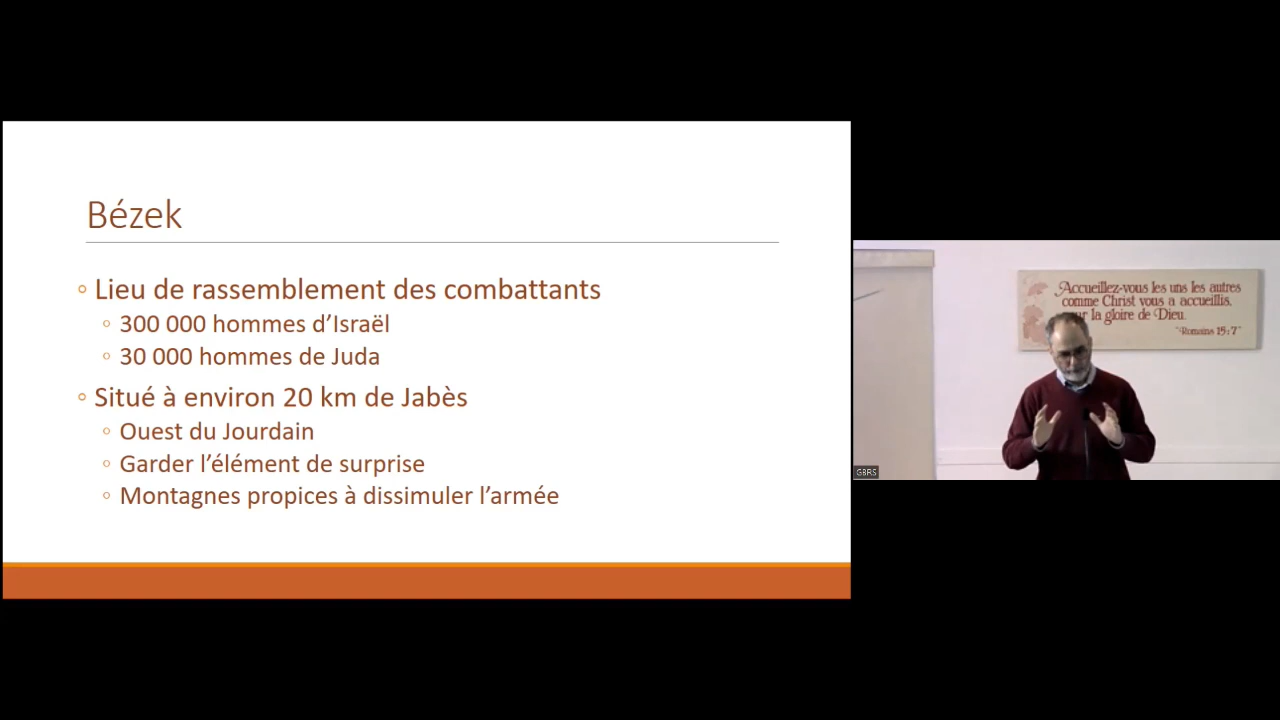 Bézek
Lieu de rassemblement des combattants
300 000 hommes d’Israël
30 000 hommes de Juda
Situé à environ 20 km de Jabès
Ouest du Jourdain
Garder l’élément de surprise
Montagnes propices à dissimuler l’armée
Accueillez-vous les uns les autres
comme Christ vous a accueillis,
la gloire de Dieu.
Romains 15:7
GBRS